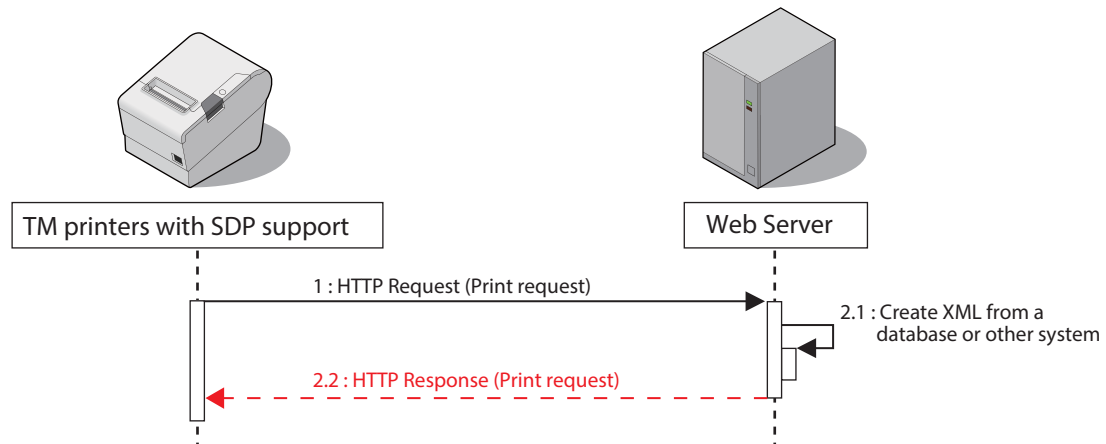 TM printers with SDP support
Web Server
1 : HTTP Request (Print request)
2.1 : Create XML from a
database or other system
2.2 : HTTP Response (Print request)